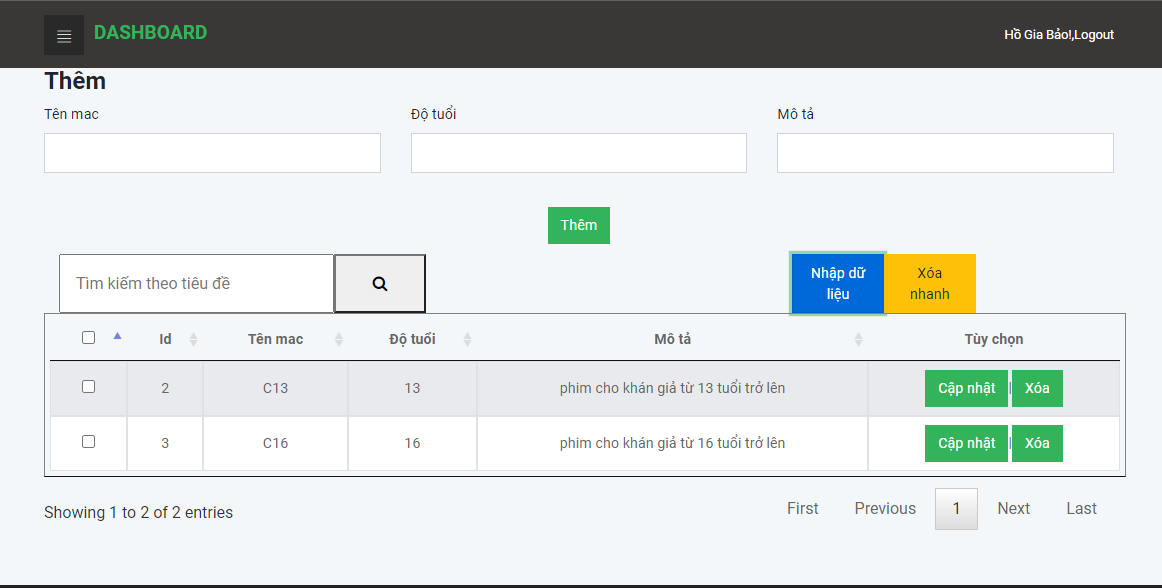 DASHBOARD
Hồ Gia Bảo!,Logout
Thêm
Tên mac
Độ tuổi
Mô tả
Thêm
Tìm kiếm theo tiêu đề
Nhập dữ
liệu
Xóa
nhanh
Id
Tên mac
Độ tuổi
Mô tả
Tùy chọn
2
C13
13
phim cho khán giả từ 13 tuổi trở lên
Cập nhật | Xóa
3
C16
16
phim cho khán giả từ 16 tuổi trở lên
Cập nhật | Xóa
Showing 1 to 2 of 2 entries
First
Previous
1
Next
Last